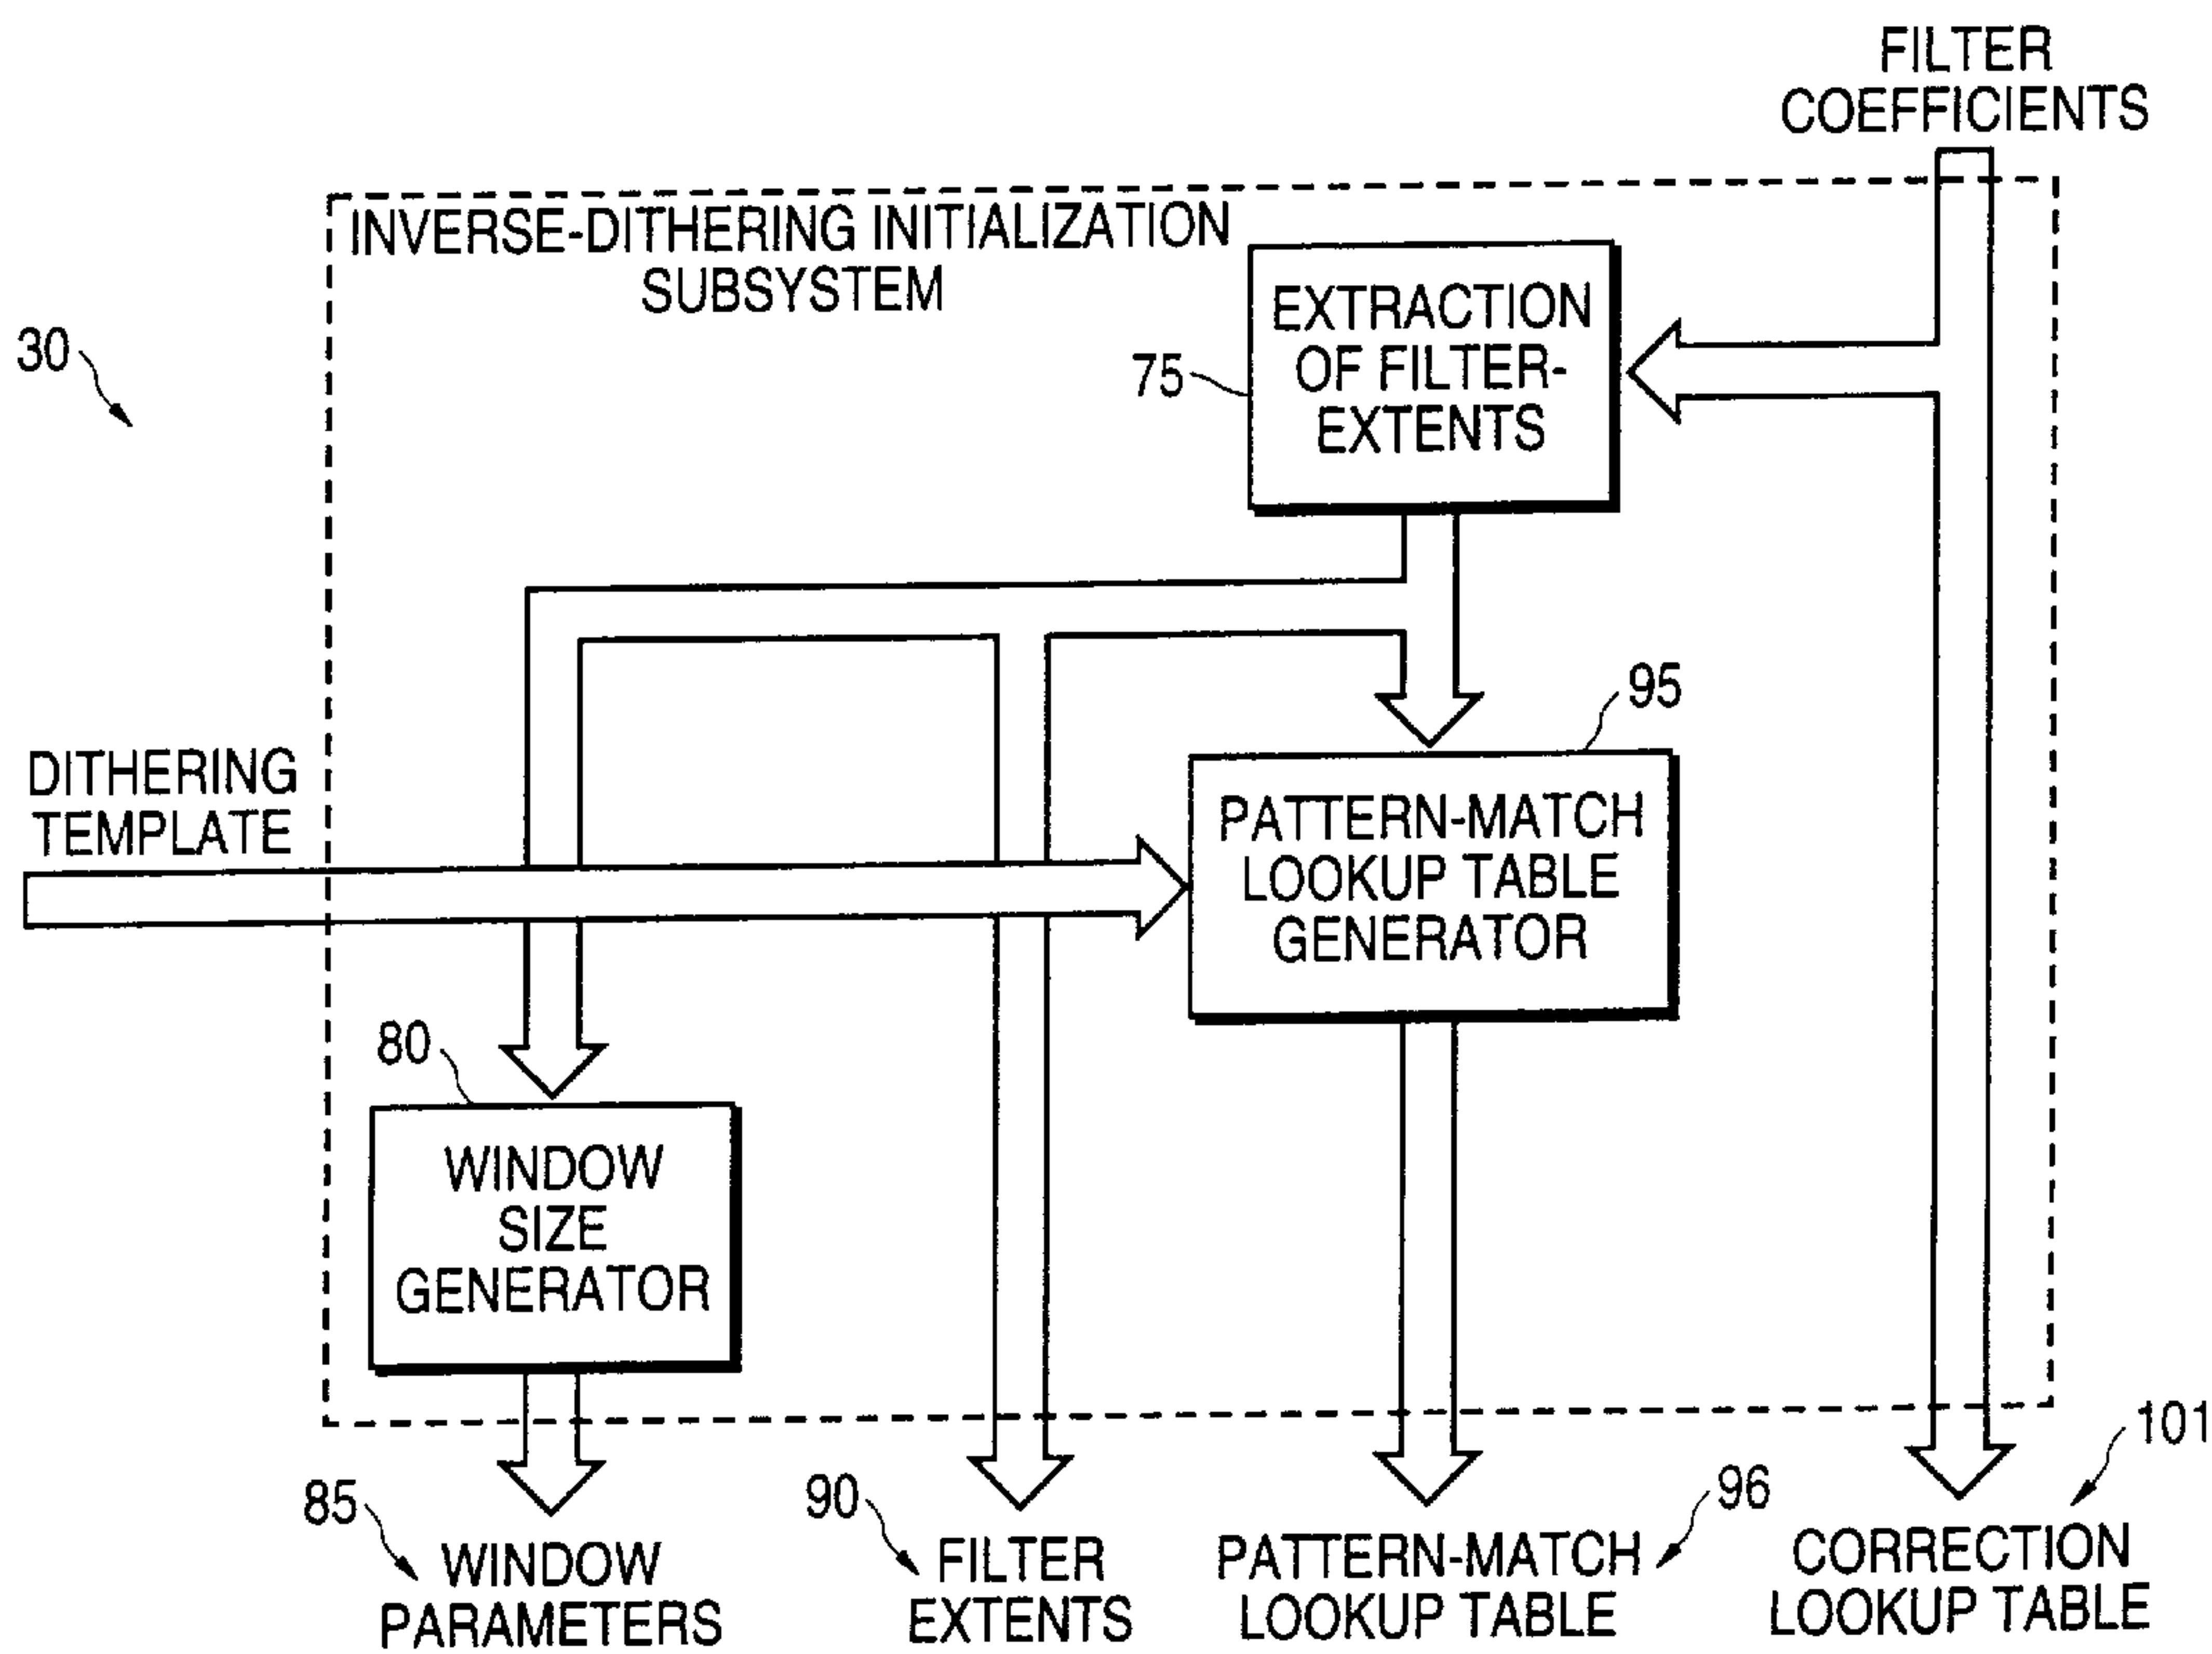 FILTER
COEFFICIENTS
INVERSE-DITHERING INITIALIZATION
SUBSYSTEM
30
75
EXTRACTION
OF FILTER-
EXTENTS
95
DITHERING
TEMPLATE
PATTERN-MATCH
LOOKUP TABLE
GENERATOR
80
WINDOW
SIZE
GENERATOR
85
WINDOW
PARAMETERS
90
FILTER
EXTENTS
96
PATTERN-MATCH
LOOKUP TABLE
101
CORRECTION
LOOKUP TABLE